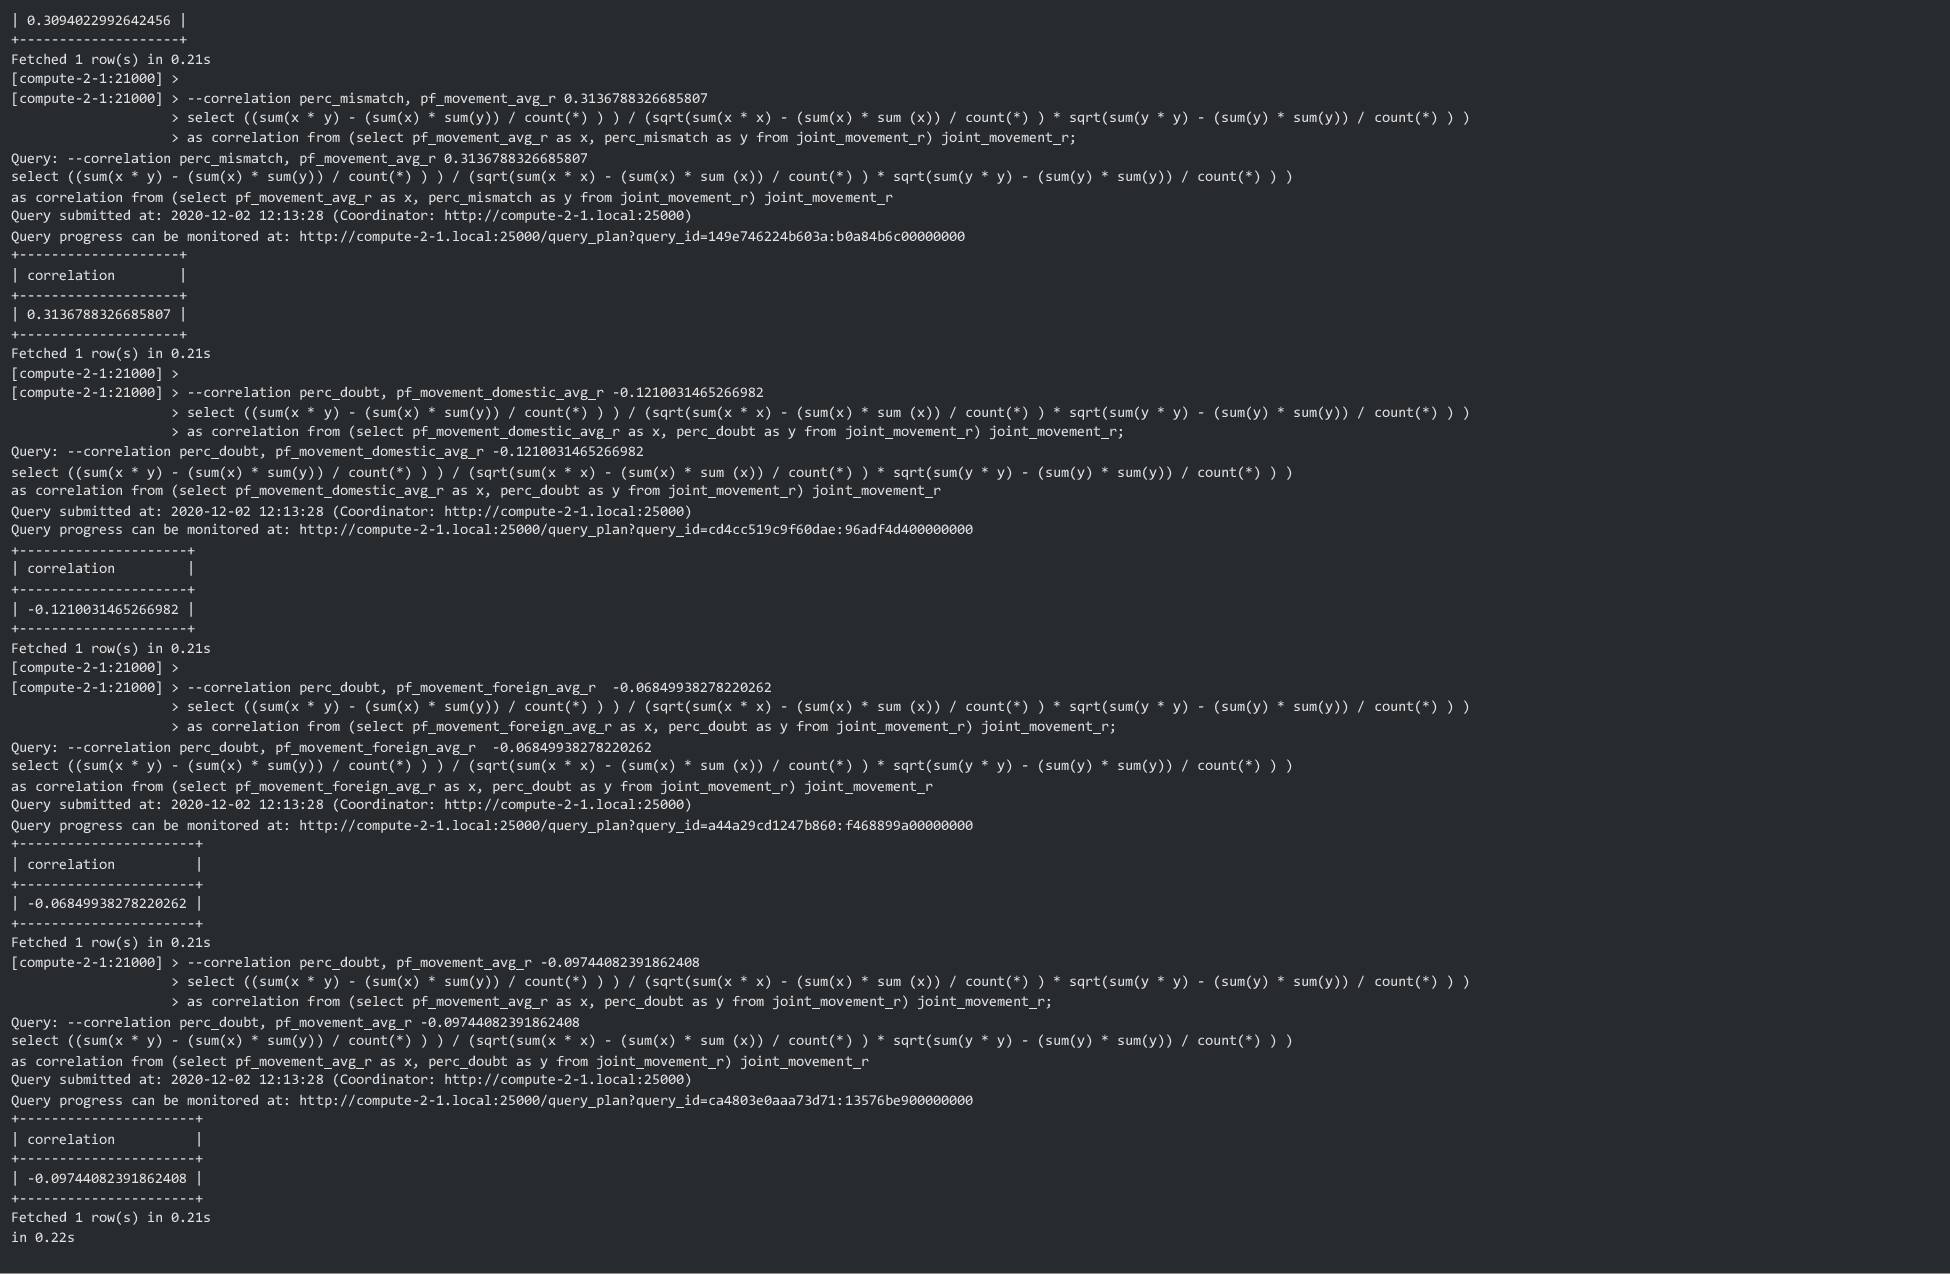 | 0.3094022992642456 |
+--------------------+
Fetched 1 row(s) in 0.21s
[compute-2-1:21000] >
[compute-2-1:21000] > --correlation perc_mismatch, pf_movement_avg_r 0.3136788326685807
                    > select ((sum(x * y) - (sum(x) * sum(y)) / count(*) ) ) / (sqrt(sum(x * x) - (sum(x) * sum (x)) / count(*) ) * sqrt(sum(y * y) - (sum(y) * sum(y)) / count(*) ) )
                    > as correlation from (select pf_movement_avg_r as x, perc_mismatch as y from joint_movement_r) joint_movement_r;
Query: --correlation perc_mismatch, pf_movement_avg_r 0.3136788326685807
select ((sum(x * y) - (sum(x) * sum(y)) / count(*) ) ) / (sqrt(sum(x * x) - (sum(x) * sum (x)) / count(*) ) * sqrt(sum(y * y) - (sum(y) * sum(y)) / count(*) ) )
as correlation from (select pf_movement_avg_r as x, perc_mismatch as y from joint_movement_r) joint_movement_r
Query submitted at: 2020-12-02 12:13:28 (Coordinator: http://compute-2-1.local:25000)
Query progress can be monitored at: http://compute-2-1.local:25000/query_plan?query_id=149e746224b603a:b0a84b6c00000000
+--------------------+
| correlation        |
+--------------------+
| 0.3136788326685807 |
+--------------------+
Fetched 1 row(s) in 0.21s
[compute-2-1:21000] >
[compute-2-1:21000] > --correlation perc_doubt, pf_movement_domestic_avg_r -0.1210031465266982
                    > select ((sum(x * y) - (sum(x) * sum(y)) / count(*) ) ) / (sqrt(sum(x * x) - (sum(x) * sum (x)) / count(*) ) * sqrt(sum(y * y) - (sum(y) * sum(y)) / count(*) ) )
                    > as correlation from (select pf_movement_domestic_avg_r as x, perc_doubt as y from joint_movement_r) joint_movement_r;
Query: --correlation perc_doubt, pf_movement_domestic_avg_r -0.1210031465266982
select ((sum(x * y) - (sum(x) * sum(y)) / count(*) ) ) / (sqrt(sum(x * x) - (sum(x) * sum (x)) / count(*) ) * sqrt(sum(y * y) - (sum(y) * sum(y)) / count(*) ) )
as correlation from (select pf_movement_domestic_avg_r as x, perc_doubt as y from joint_movement_r) joint_movement_r
Query submitted at: 2020-12-02 12:13:28 (Coordinator: http://compute-2-1.local:25000)
Query progress can be monitored at: http://compute-2-1.local:25000/query_plan?query_id=cd4cc519c9f60dae:96adf4d400000000
+---------------------+
| correlation         |
+---------------------+
| -0.1210031465266982 |
+---------------------+
Fetched 1 row(s) in 0.21s
[compute-2-1:21000] >
[compute-2-1:21000] > --correlation perc_doubt, pf_movement_foreign_avg_r  -0.06849938278220262
                    > select ((sum(x * y) - (sum(x) * sum(y)) / count(*) ) ) / (sqrt(sum(x * x) - (sum(x) * sum (x)) / count(*) ) * sqrt(sum(y * y) - (sum(y) * sum(y)) / count(*) ) )
                    > as correlation from (select pf_movement_foreign_avg_r as x, perc_doubt as y from joint_movement_r) joint_movement_r;
Query: --correlation perc_doubt, pf_movement_foreign_avg_r  -0.06849938278220262
select ((sum(x * y) - (sum(x) * sum(y)) / count(*) ) ) / (sqrt(sum(x * x) - (sum(x) * sum (x)) / count(*) ) * sqrt(sum(y * y) - (sum(y) * sum(y)) / count(*) ) )
as correlation from (select pf_movement_foreign_avg_r as x, perc_doubt as y from joint_movement_r) joint_movement_r
Query submitted at: 2020-12-02 12:13:28 (Coordinator: http://compute-2-1.local:25000)
Query progress can be monitored at: http://compute-2-1.local:25000/query_plan?query_id=a44a29cd1247b860:f468899a00000000
+----------------------+
| correlation          |
+----------------------+
| -0.06849938278220262 |
+----------------------+
Fetched 1 row(s) in 0.21s
[compute-2-1:21000] > --correlation perc_doubt, pf_movement_avg_r -0.09744082391862408
                    > select ((sum(x * y) - (sum(x) * sum(y)) / count(*) ) ) / (sqrt(sum(x * x) - (sum(x) * sum (x)) / count(*) ) * sqrt(sum(y * y) - (sum(y) * sum(y)) / count(*) ) )
                    > as correlation from (select pf_movement_avg_r as x, perc_doubt as y from joint_movement_r) joint_movement_r;
Query: --correlation perc_doubt, pf_movement_avg_r -0.09744082391862408
select ((sum(x * y) - (sum(x) * sum(y)) / count(*) ) ) / (sqrt(sum(x * x) - (sum(x) * sum (x)) / count(*) ) * sqrt(sum(y * y) - (sum(y) * sum(y)) / count(*) ) )
as correlation from (select pf_movement_avg_r as x, perc_doubt as y from joint_movement_r) joint_movement_r
Query submitted at: 2020-12-02 12:13:28 (Coordinator: http://compute-2-1.local:25000)
Query progress can be monitored at: http://compute-2-1.local:25000/query_plan?query_id=ca4803e0aaa73d71:13576be900000000
+----------------------+
| correlation          |
+----------------------+
| -0.09744082391862408 |
+----------------------+
Fetched 1 row(s) in 0.21s
in 0.22s